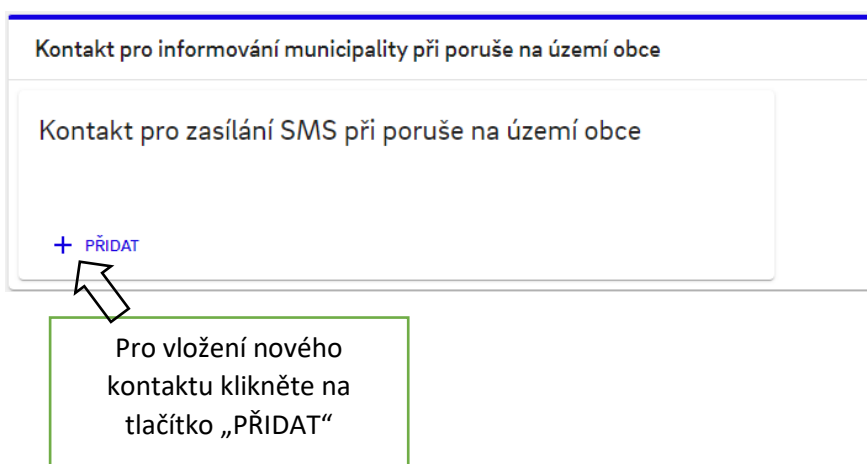 Kontakt pro informování municipality při poruše na území obce
Kontakt pro zasílání SMS při poruše na území obce
+ PŘIDAT
Pro vložení nového
kontaktu klikněte na
tlačítko „PŘIDAT“